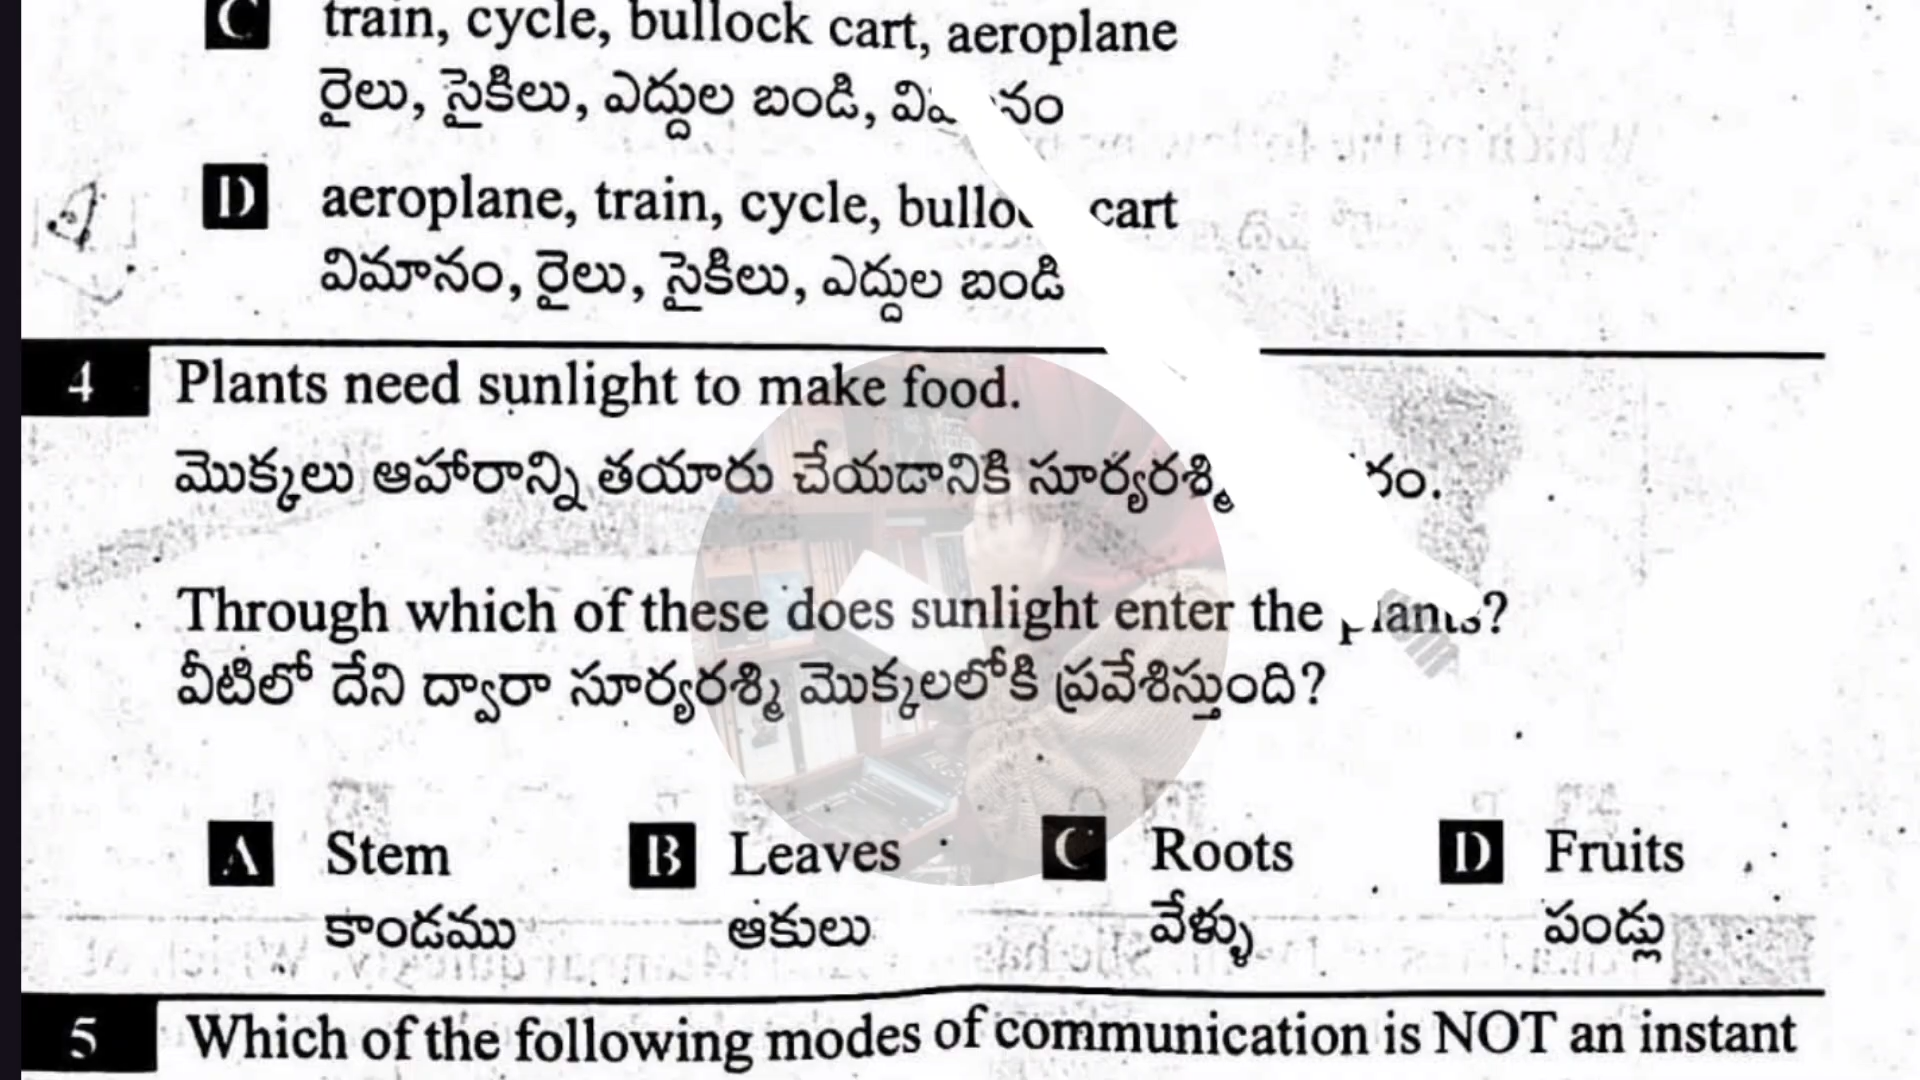 C train, cycle, bullock cart, aeroplane
రైలు, సైకిలు, ఎద్దుల బండి,
D aeroplane, train, cycle, cart
విమానం, రైలు, సైకిలు, ఎద్దుల బండి
4 Plants need sunlight to make food.
మొక్కలు ఆహారాన్ని తయారు చేయడానికి సూర్యరశ్మి
Through which of these does sunlight enter the plants?
వీటిలో దేని ద్వారా సూర్యరశ్మి మొక్కలలోకి ప్రవేశిస్తుంది?
A Stem B Leaves C Roots D Fruits
కాండము ఆకులు వేళ్ళు పండ్లు
5 Which of the following modes of communication is NOT an instant